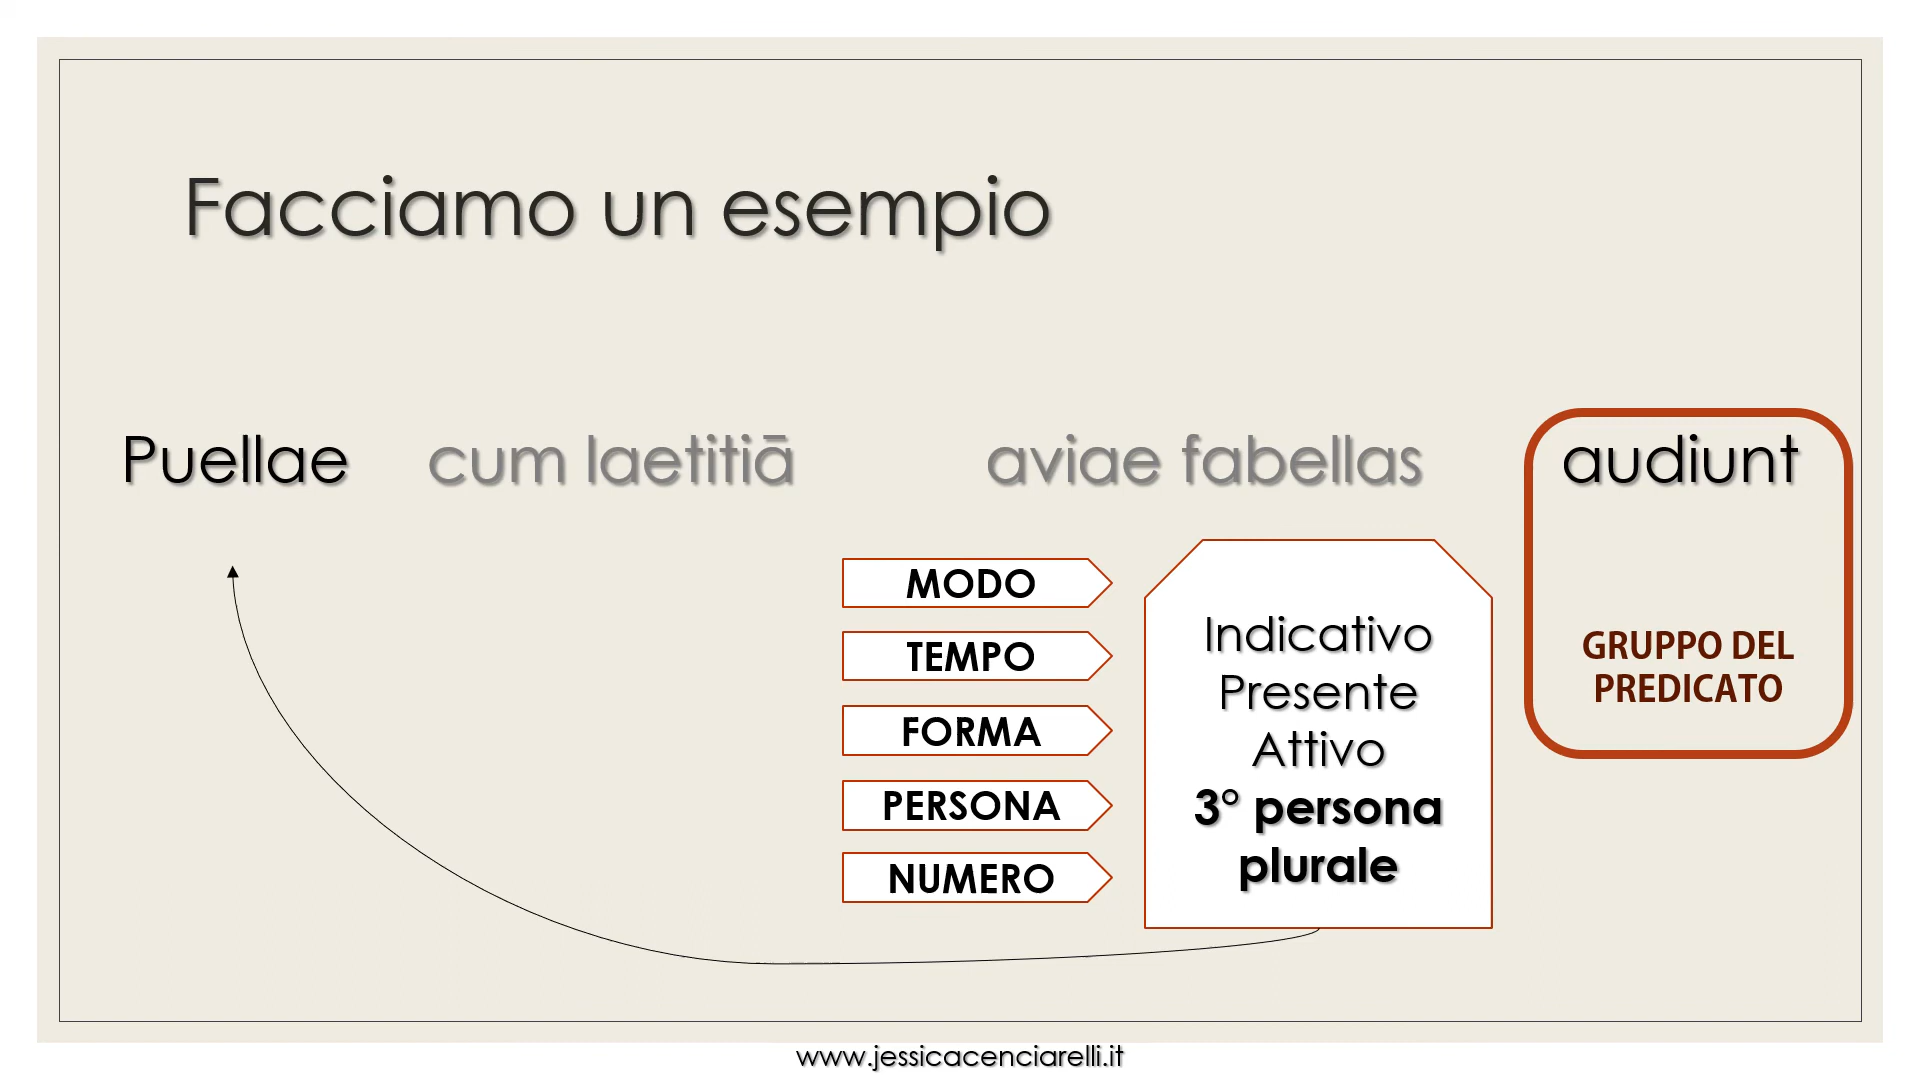 Facciamo un esempio
Puellae cum laetitiā aviae fabellas audiunt
MODO
TEMPO
FORMA
PERSONA
NUMERO
Indicativo
Presente
Attivo
3° persona
plurale
GRUPPO DEL
PREDICATO
www.jessicacenciarelli.it